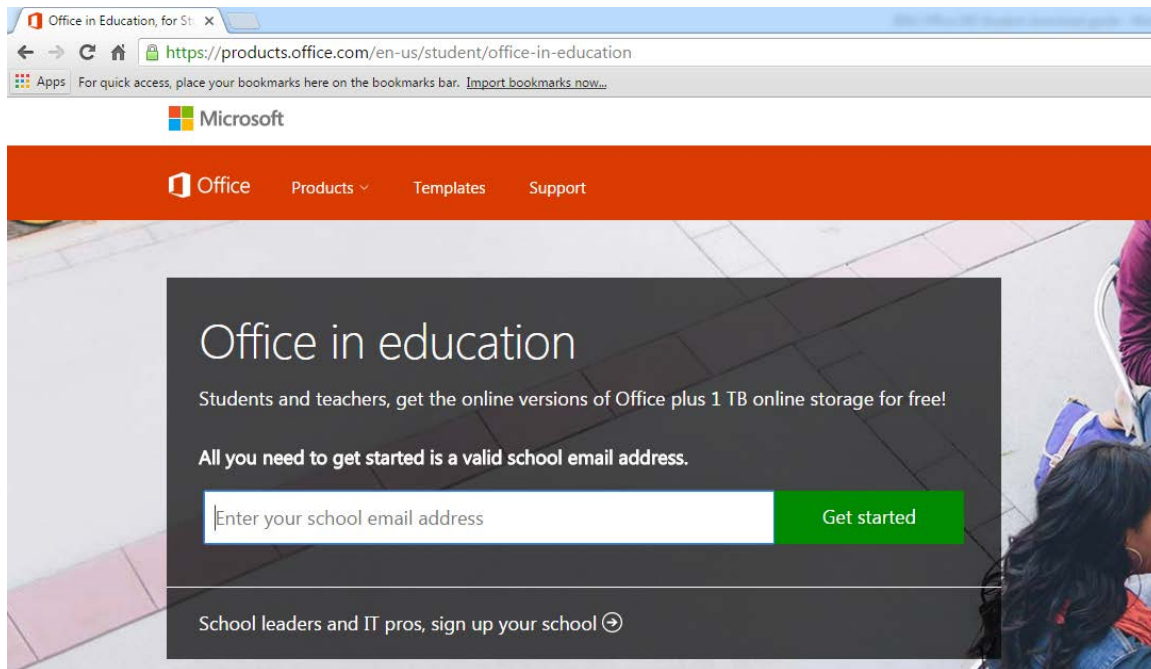 Office in Education, for St
https://products.office.com/en-us/student/office-in-education
Apps For quick access, place your bookmarks here on the bookmarks bar. Import bookmarks now...
Microsoft
Office Products Templates Support
Office in education
Students and teachers, get the online versions of Office plus 1 TB online storage for free!
All you need to get started is a valid school email address.
Enter your school email address Get started
School leaders and IT pros, sign up your school